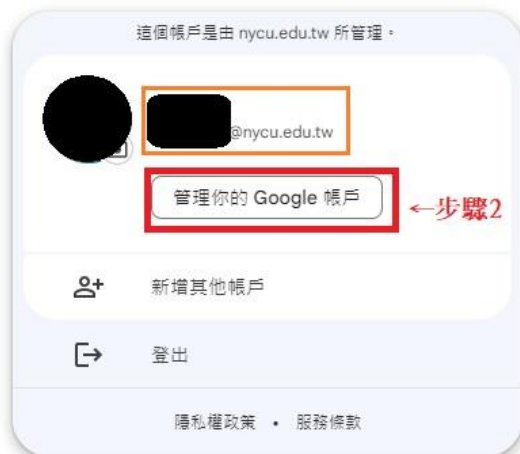 這個帳戶是由 nycu.edu.tw 所管理。
@nycu.edu.tw
管理你的 Google 帳戶
←步驟2
新增其他帳戶
登出
隱私權政策 • 服務條款